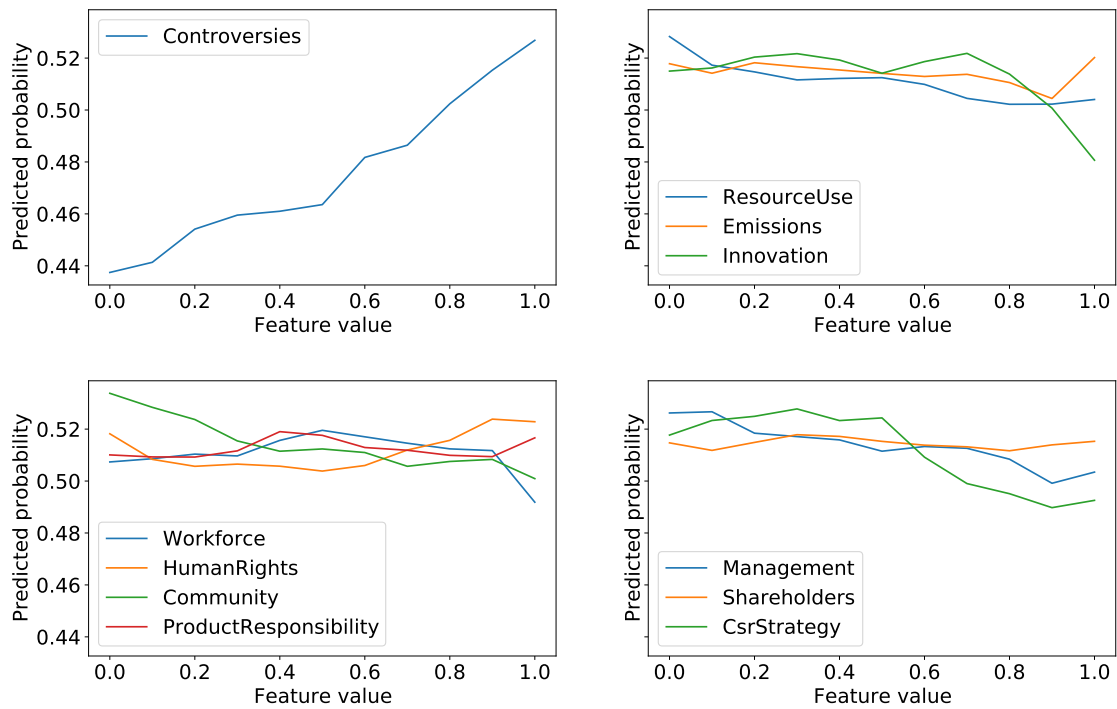 Predicted probability
0.52
0.50
0.48
0.46
0.44
Controversies
0.0 0.2 0.4 0.6 0.8 1.0
Feature value
Predicted probability
ResourceUse
Emissions
Innovation
0.0 0.2 0.4 0.6 0.8 1.0
Feature value
Predicted probability
0.52
0.50
0.48
0.46
0.44
Workforce
HumanRights
Community
ProductResponsibility
0.0 0.2 0.4 0.6 0.8 1.0
Feature value
Predicted probability
Management
Shareholders
CsrStrategy
0.0 0.2 0.4 0.6 0.8 1.0
Feature value